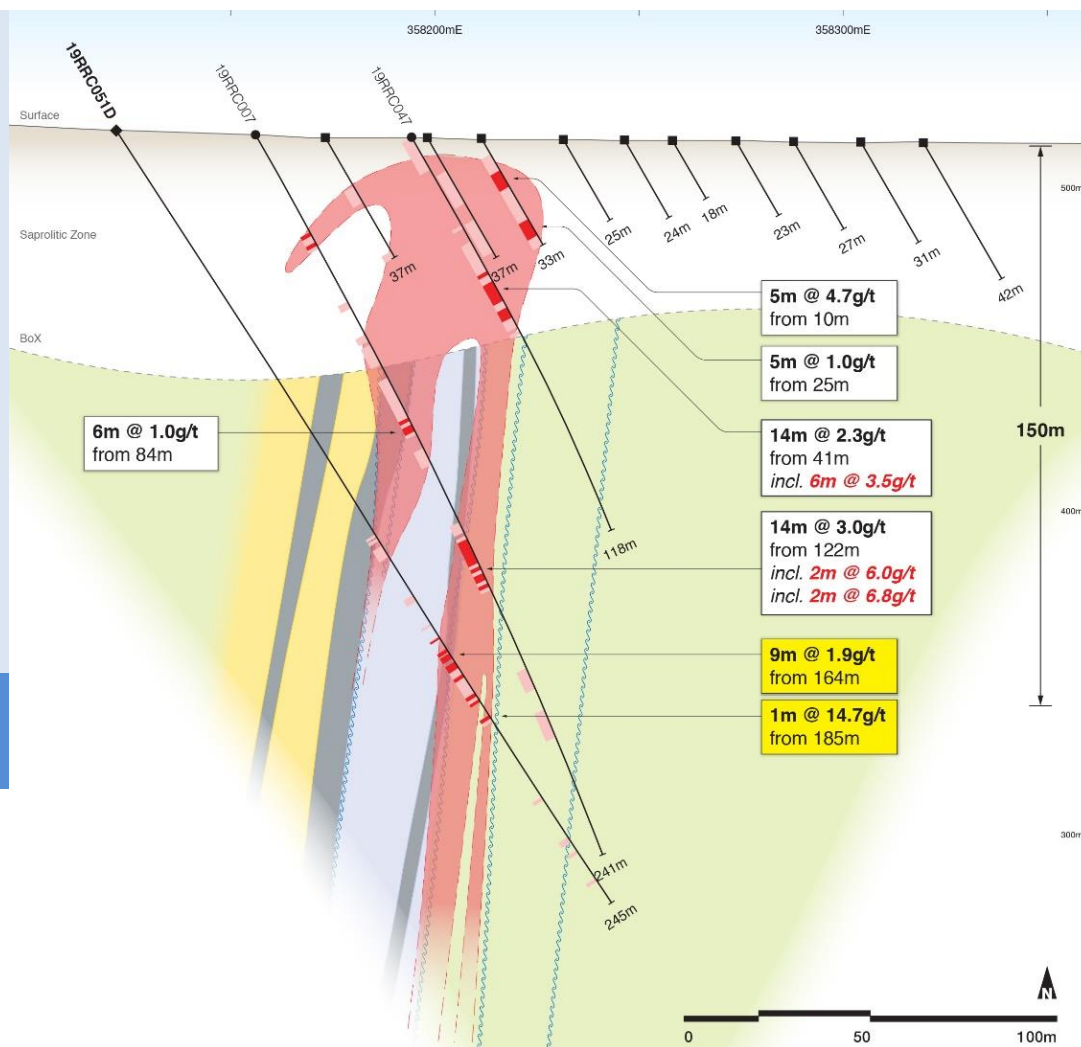 358200mE
358300mE
19RRC051D
19RRC007
19RRC047
Surface
500m
Saprolitic Zone
37m
37m
33m
25m
24m
18m
23m
27m
31m
42m
5m @ 4.7g/t
from 10m
BoX
5m @ 1.0g/t
from 25m
6m @ 1.0g/t
from 84m
14m @ 2.3g/t
from 41m
incl. 6m @ 3.5g/t
150m
400m
118m
14m @ 3.0g/t
from 122m
incl. 2m @ 6.0g/t
incl. 2m @ 6.8g/t
9m @ 1.9g/t
from 164m
1m @ 14.7g/t
from 185m
300m
241m
245m
N
0 50 100m